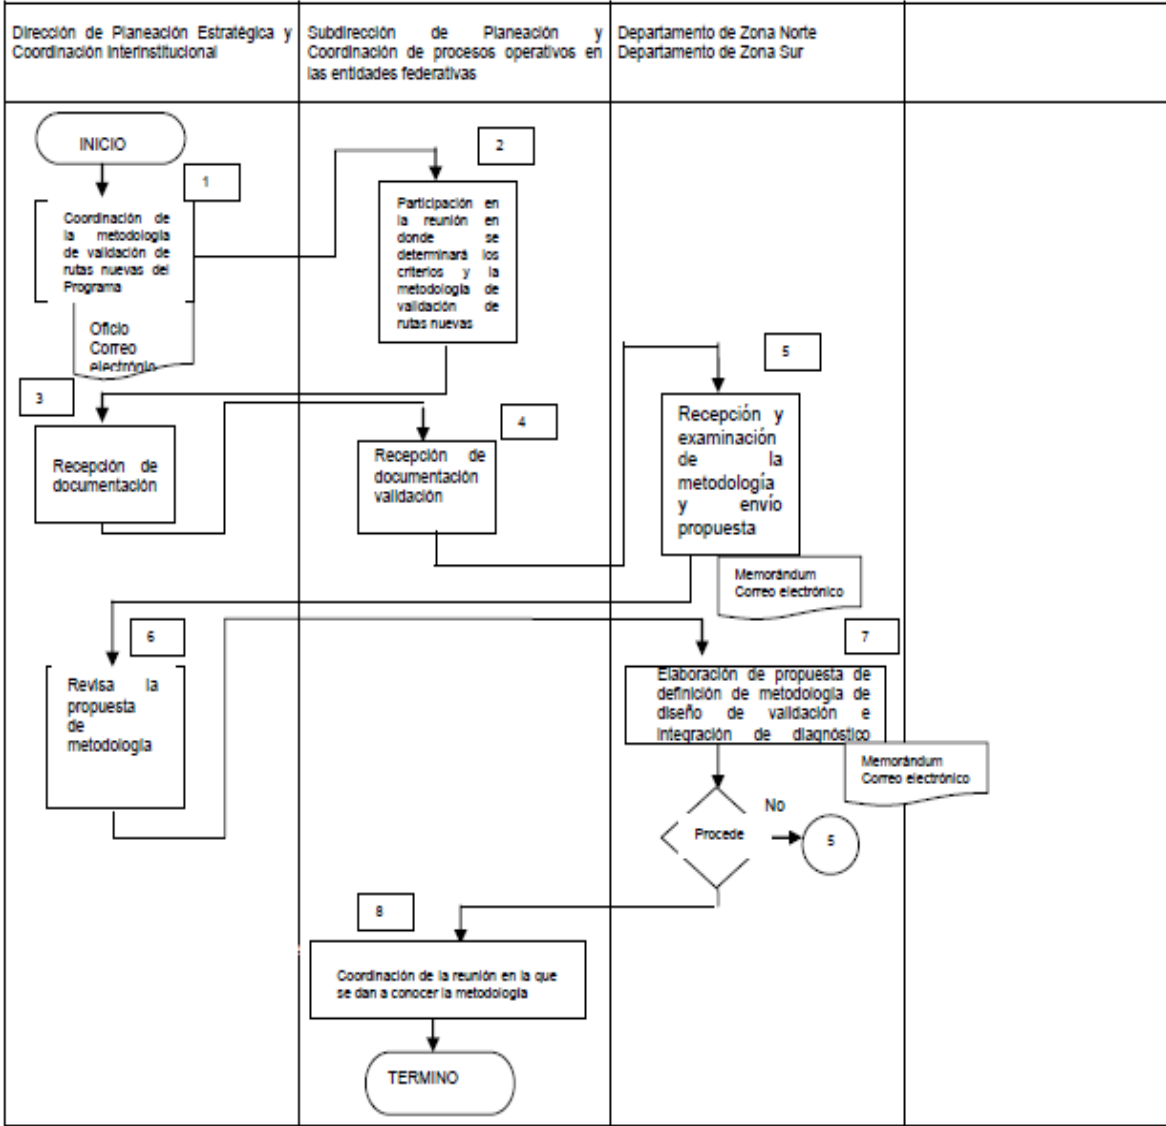 Dirección de Planeación Estratégica y
Coordinación Interinstitucional
Subdirección de Planeación y
Coordinación de procesos operativos en
las entidades federativas
Departamento de Zona Norte
Departamento de Zona Sur
INICIO
1
Coordinación de
la metodología
de validación de
rutas nuevas del
Programa
Oficio
Correo
electrónio
2
Participación en
la reunión en
donde se
determinará los
criterios y la
metodología de
validación de
rutas nuevas
3
Recepción de
documentación
4
Recepción de
documentación
validación
5
Recepción y
examinación
de la
metodología
y envío
propuesta
Memorándum
Correo electrónico
6
Revisa la
propuesta
de
metodología
7
Elaboración de propuesta de
definición de metodología de
diseño de validación e
integración de diagnóstico
Memorándum
Correo electrónico
Procede
No
5
8
Coordinación de la reunión en la que
se dan a conocer la metodología
TERMINO